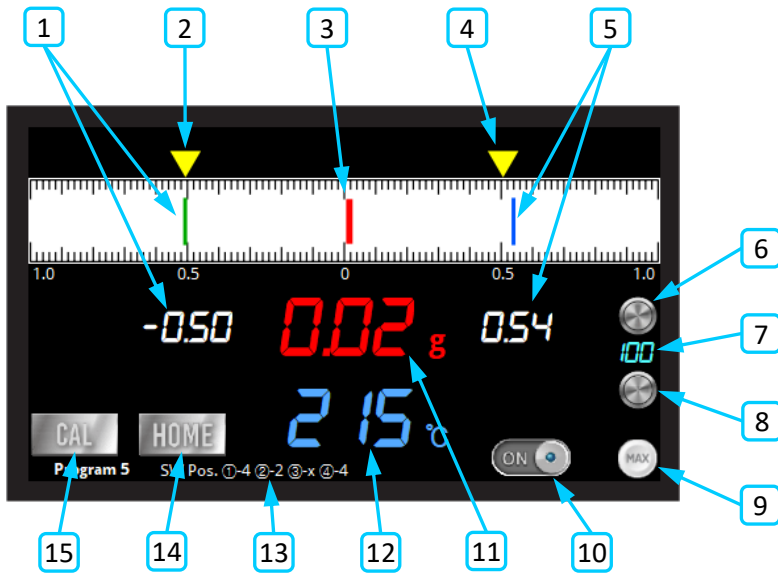 1 2 3 4 5
1.0 0.5 0 0.5 1.0
6
-0.50 0.02 g 0.54
100
7
215 °C
8
CAL HOME ON MAX
Program 5 SW Pos. ①-4 ②-2 ③-x ④-4
9
15 14 13 12 11 10